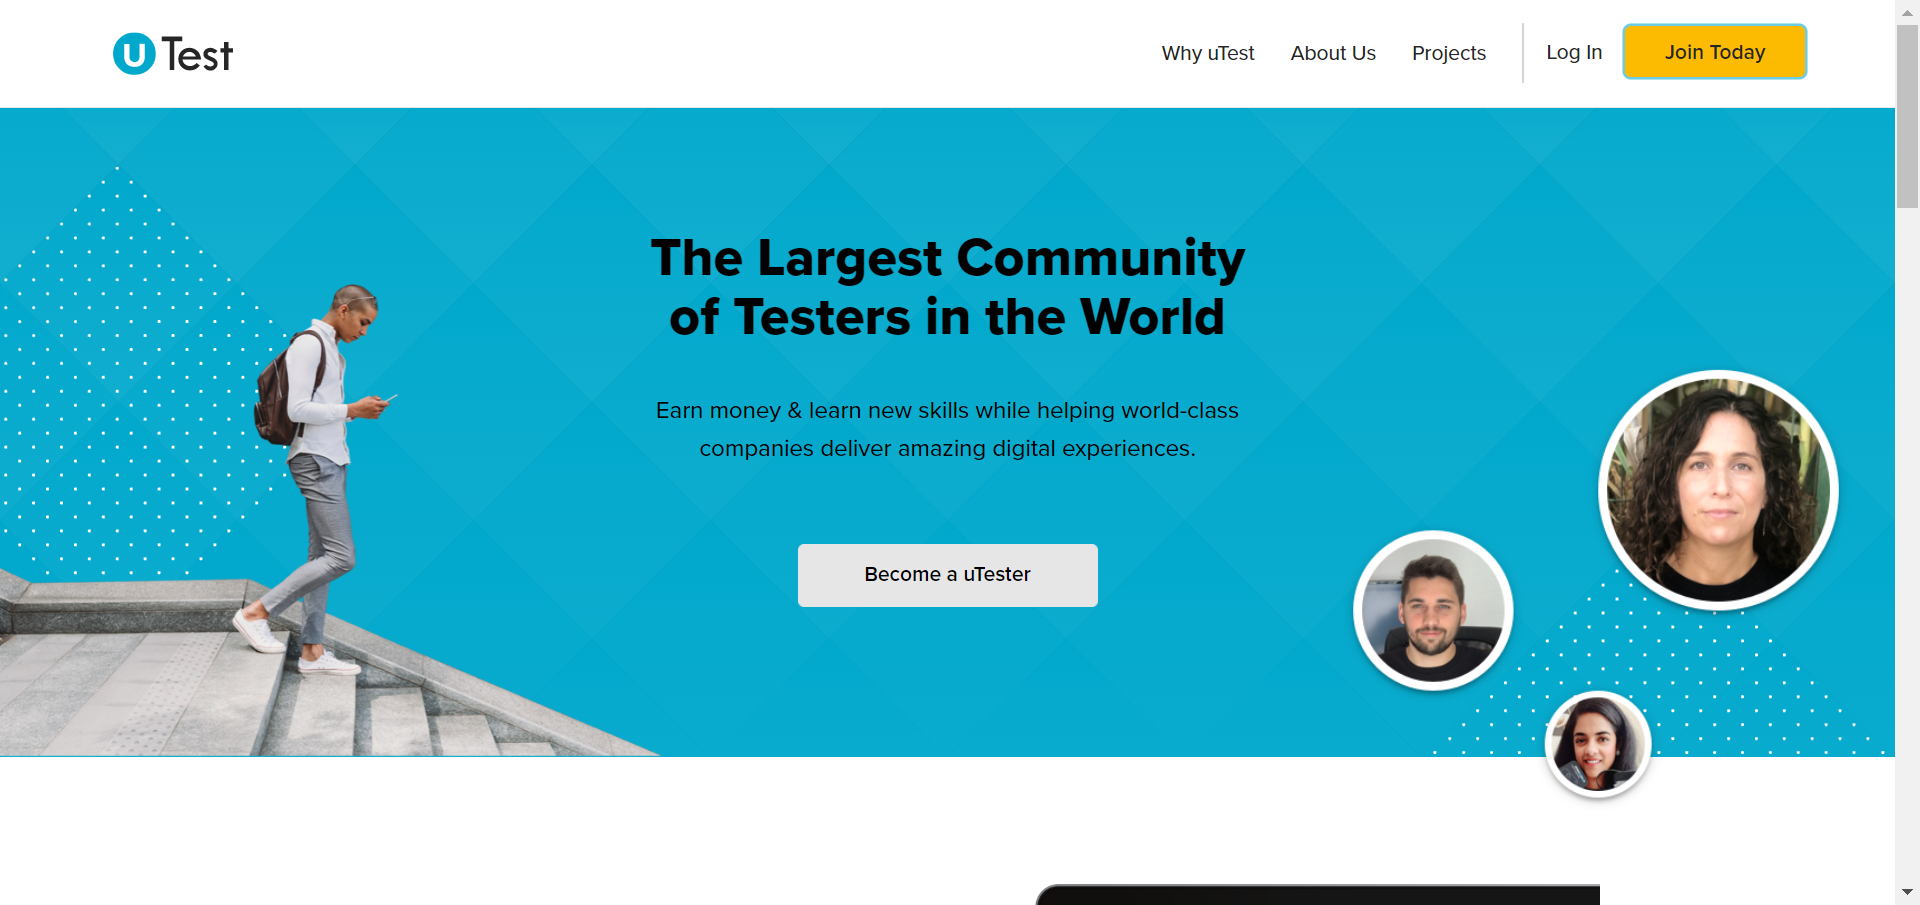 u Test
Why uTest
About Us
Projects
Log In
Join Today
The Largest Community
of Testers in the World
Earn money & learn new skills while helping world-class
companies deliver amazing digital experiences.
Become a uTester